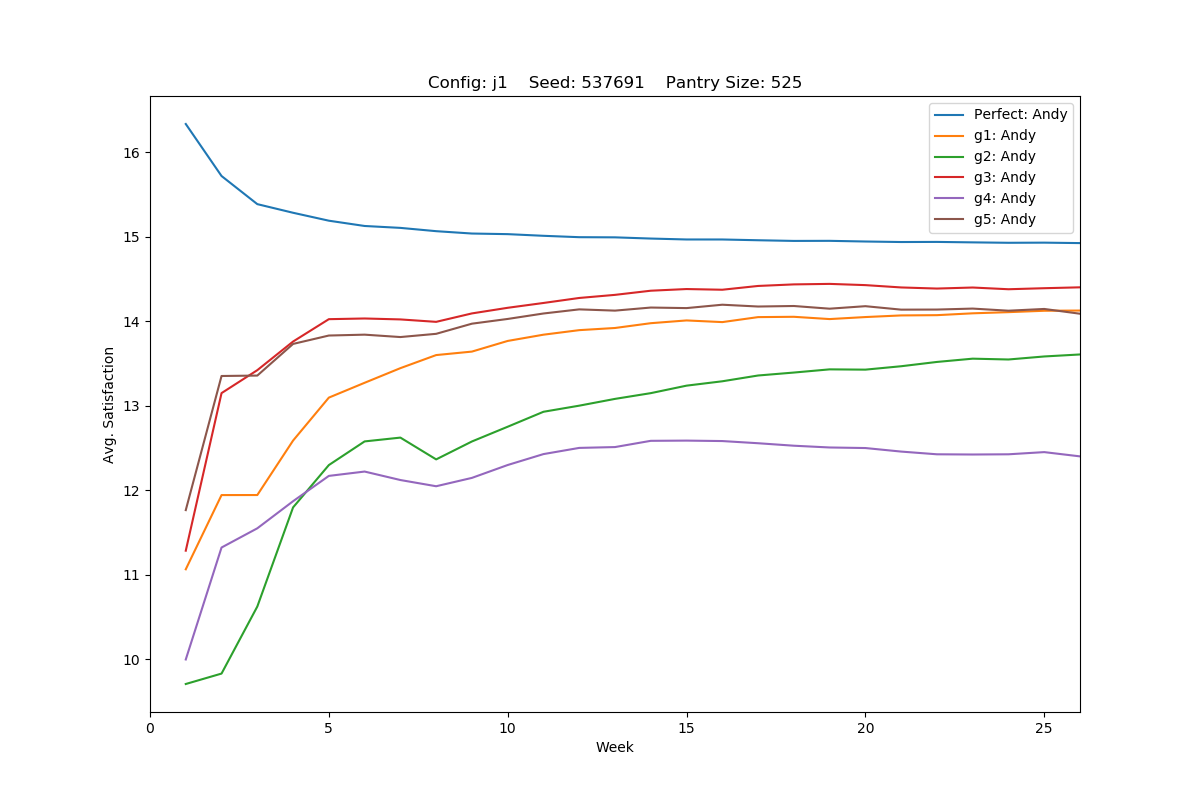 Config: j1    Seed: 537691    Pantry Size: 525
Perfect: Andy
g1: Andy
g2: Andy
g3: Andy
g4: Andy
g5: Andy
Avg. Satisfaction
16
15
14
13
12
11
10
0 5 10 15 20 25
Week